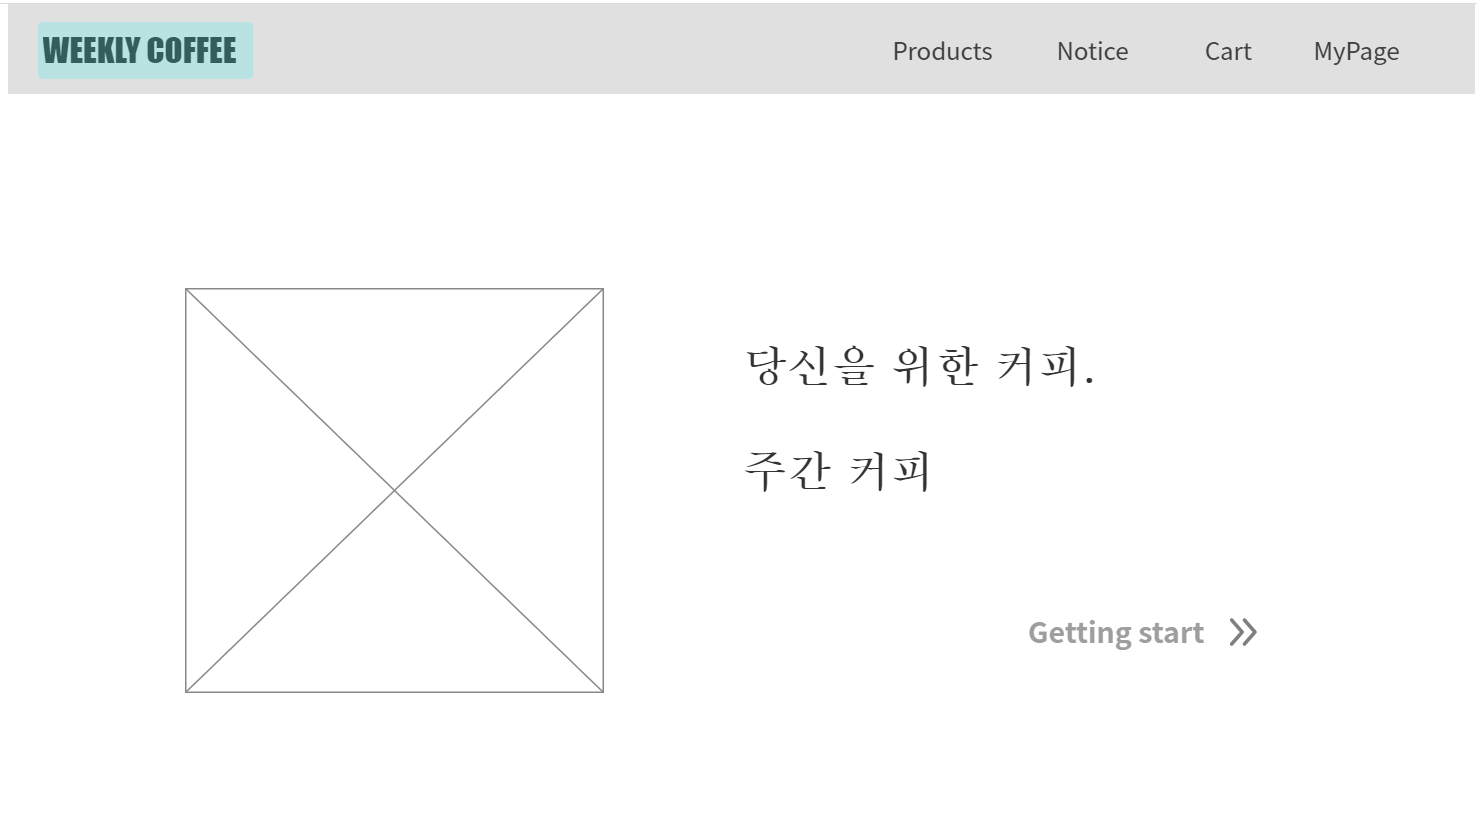 WEEKLY COFFEE
Products Notice Cart MyPage
당신을 위한 커피.
주간 커피
Getting start